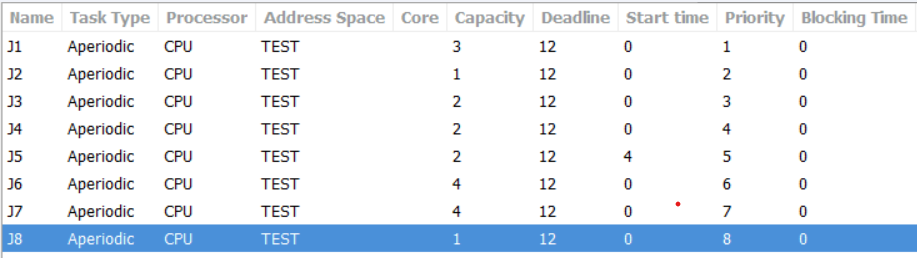 Name Task Type Processor Address Space Core Capacity Deadline Start time Priority Blocking Time
J1 Aperiodic CPU TEST 3 12 0 1 0
J2 Aperiodic CPU TEST 1 12 0 2 0
J3 Aperiodic CPU TEST 2 12 0 3 0
J4 Aperiodic CPU TEST 2 12 0 4 0
J5 Aperiodic CPU TEST 2 12 4 5 0
J6 Aperiodic CPU TEST 4 12 0 6 0
J7 Aperiodic CPU TEST 4 12 0 7 0
J8 Aperiodic CPU TEST 1 12 0 8 0